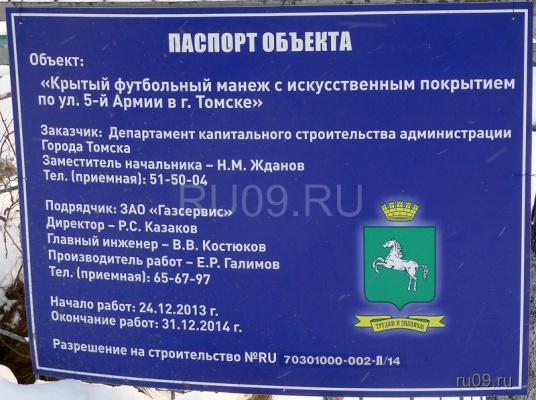 ПАСПОРТ ОБЪЕКТА
Объект:
«Крытый футбольный манеж с искусственным покрытием
по ул. 5-й Армии в г. Томске»
Заказчик: Департамент капитального строительства администрации
Города Томска
Заместитель начальника – Н.М. Жданов
Тел. (приемная): 51-50-04
RU09.RU
Подрядчик: ЗАО «Газсервис»
Директор – Р.С. Казаков
Главный инженер – В.В. Костюков
Производитель работ – Е.Р. Галимов
Тел. (приемная): 65-67-97
ТРУДОМ И ЗНАНИЕМ
Начало работ: 24.12.2013 г.
Окончание работ: 31.12.2014 г.
Разрешение на строительство №RU 70301000-002-II/14
ru09.ru